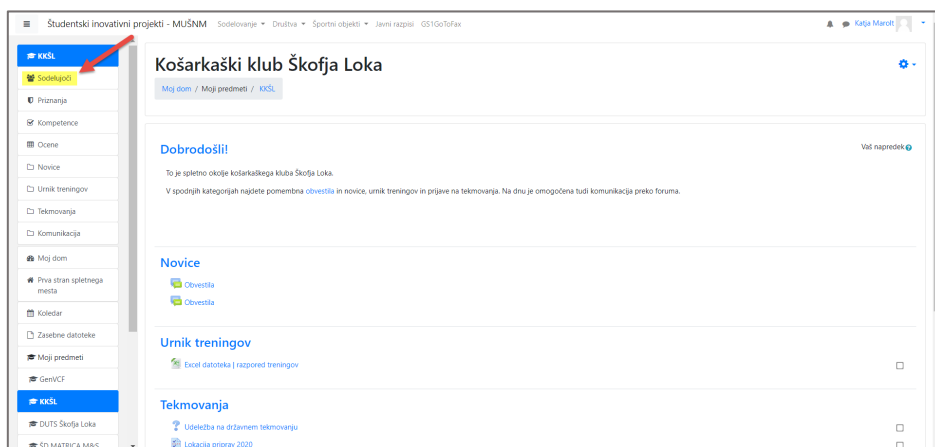 Študentski inovativni projekti - MUŠNM Sodelovanje Društva Športni objekti Javni razpisi GS1GoToFax Katja Marolt
KKŠL
Sodelujoči
Priznanja
Kompetence
Ocene
Novice
Urnik treningov
Tekmovanja
Komunikacija
Moj dom
Prva stran spletnega
mesta
Koledar
Zasebne datoteke
Moji predmeti
GenVCF
KKŠL
DUTS Škofja Loka
ŠD MATRICA M&S
Košarkaški klub Škofja Loka
Moj dom / Moji predmeti / KKŠL
Vaš napredek
Dobrodošli!
To je spletno okolje košarkaškega kluba Škofja Loka.
V spodnjih kategorijah najdete pomembna obvestila in novice, urnik treningov in prijave na tekmovanja. Na dnu je omogočena tudi komunikacija preko foruma.
Novice
Obvestila
Obvestila
Urnik treningov
Excel datoteka | razpored treningov
Tekmovanja
Udeležba na državnem tekmovanju
Lokacija priprav 2020